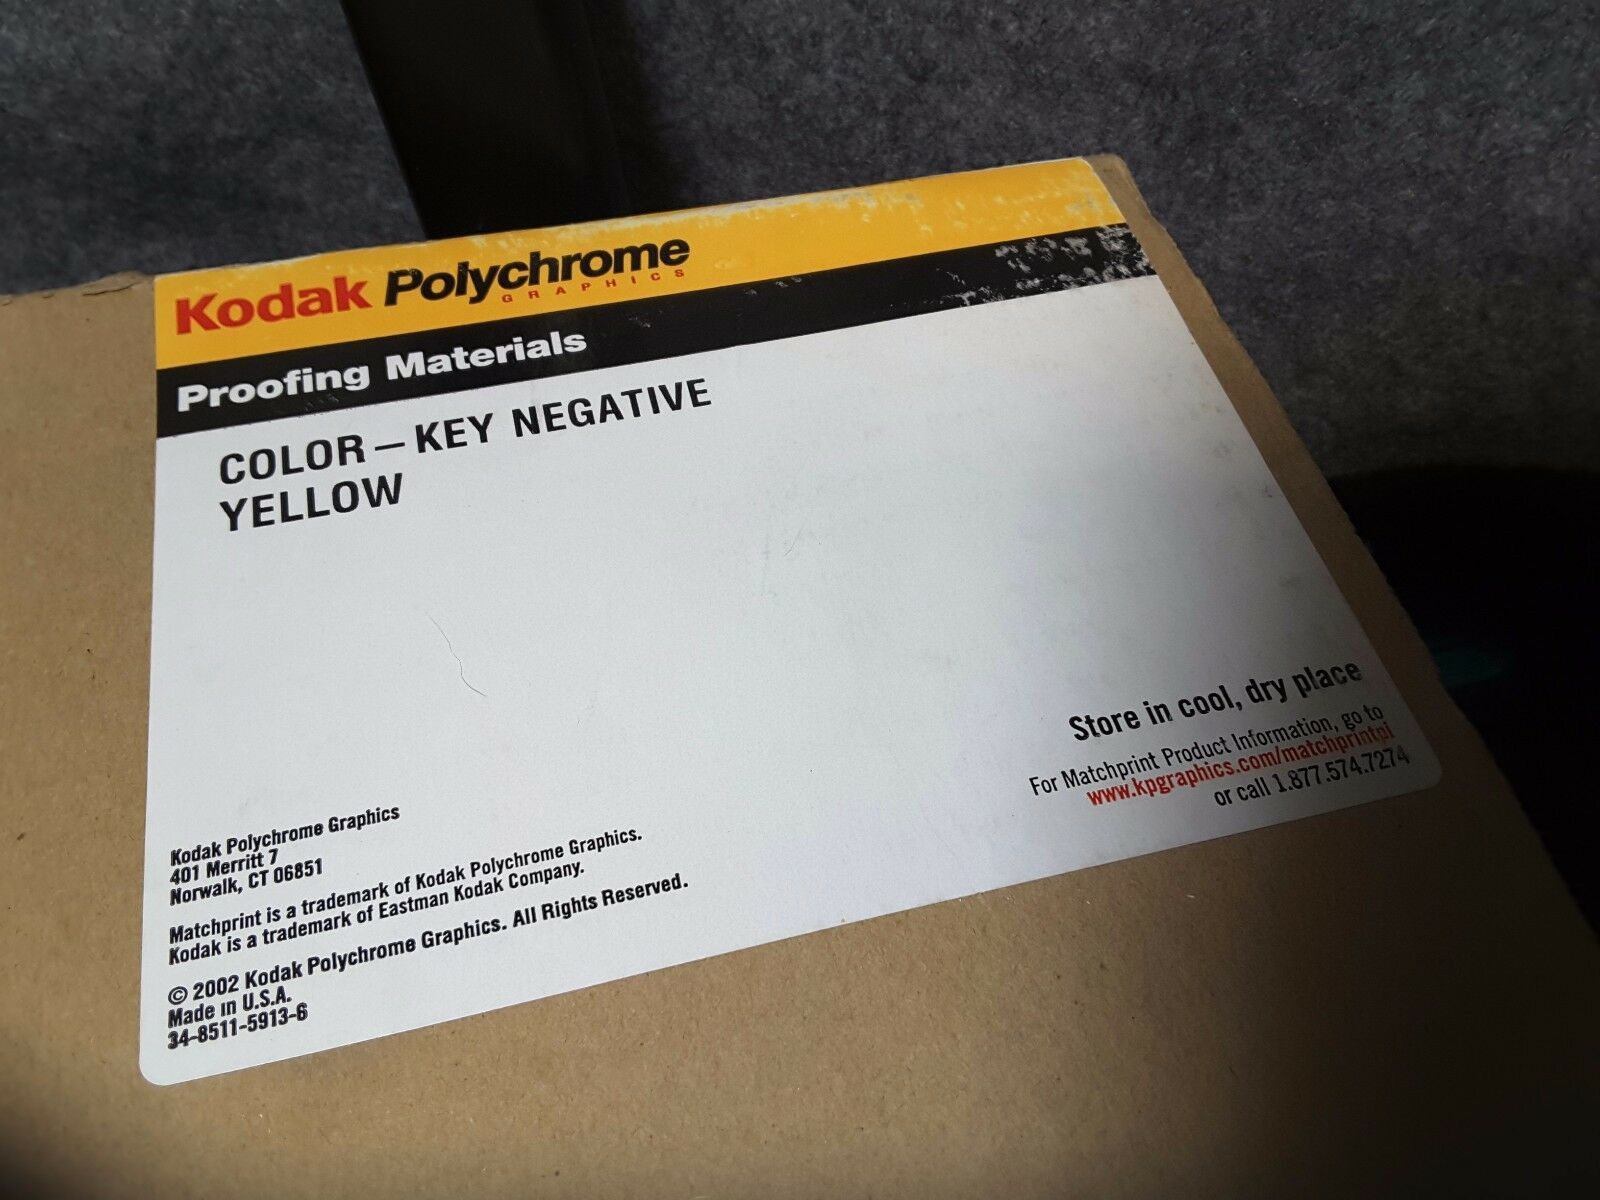 Kodak Polychrome
GRAPHICS
Proofing Materials
COLOR – KEY NEGATIVE
YELLOW
Store in cool, dry place
For Matchprint Product Information, go to
www.kpgraphics.com/matchprintpi
or call 1.877.574.7274
Kodak Polychrome Graphics
401 Merritt 7
Norwalk, CT 06851
Matchprint is a trademark of Kodak Polychrome Graphics.
Kodak is a trademark of Eastman Kodak Company.
© 2002 Kodak Polychrome Graphics. All Rights Reserved.
Made in U.S.A.
34-8511-5913-6